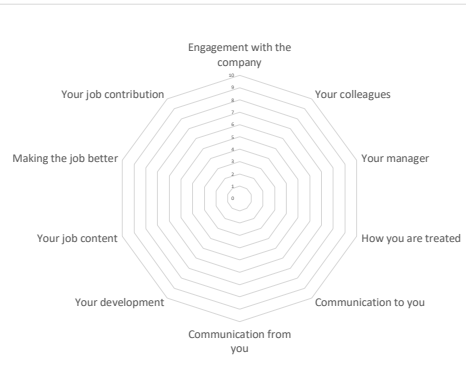 Engagement with the
company
10
9
8
7
6
5
4
3
2
1
0
Your colleagues
Your manager
How you are treated
Communication to you
Communication from
you
Your development
Your job content
Making the job better
Your job contribution